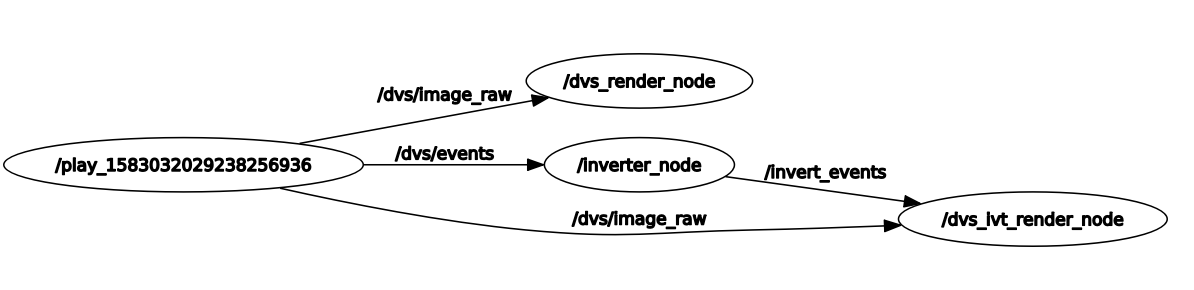 /dvs_render_node
/dvs/image_raw
/dvs/events
/play_1583032029238256936
/inverter_node
/invert_events
/dvs/image_raw
/dvs_ivt_render_node